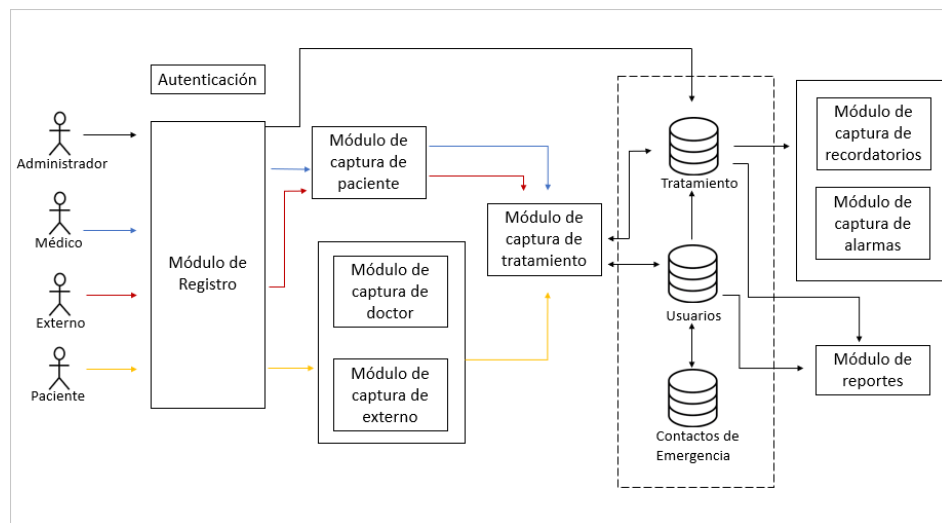 Autenticación
Administrador
Médico
Externo
Paciente
Módulo de
Registro
Módulo de
captura de
paciente
Módulo de
captura de
doctor
Módulo de
captura de
externo
Módulo de
captura de
tratamiento
Tratamiento
Usuarios
Contactos de
Emergencia
Módulo de
captura de
recordatorios
Módulo de
captura de
alarmas
Módulo de
reportes